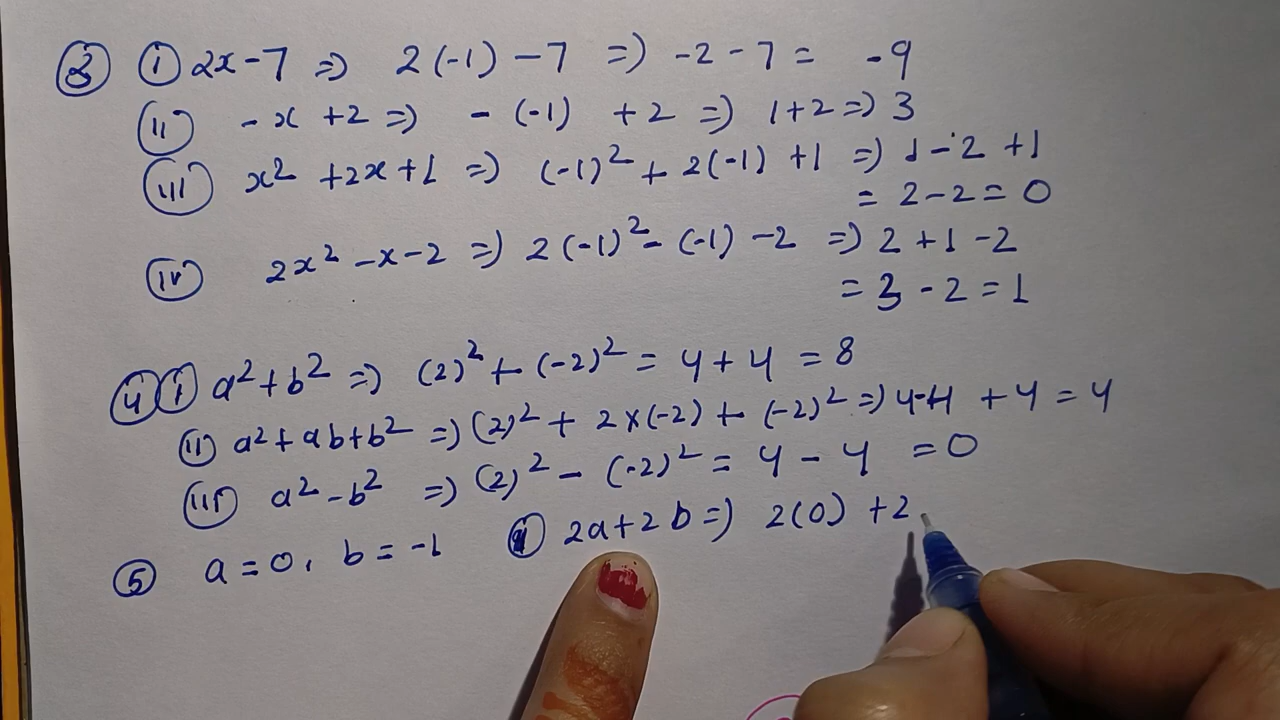 ③ ⓘ 2x-7 ⇒ 2(-1) -7 ⇒ -2-7 = -9
(ii) -x +2 ⇒ -(-1) +2 ⇒ 1+2 ⇒ 3
(iii) x² +2x+1 ⇒ (-1)² + 2(-1) +1 ⇒ 1-2 +1
= 2-2 = 0
(iv) 2x² -x-2 ⇒ 2(-1)² - (-1) -2 ⇒ 2+1-2
= 3-2 = 1
④ ⓘ a²+b² ⇒ (2)² + (-2)² = 4+4 = 8
(ii) a²+ab+b² ⇒ (2)² + 2×(-2) + (-2)² ⇒ 4-4 +4 = 4
(iii) a²-b² ⇒ (2)² - (-2)² = 4-4 = 0
⑤ a=0, b=-1 (i) 2a+2b ⇒ 2(0) +2